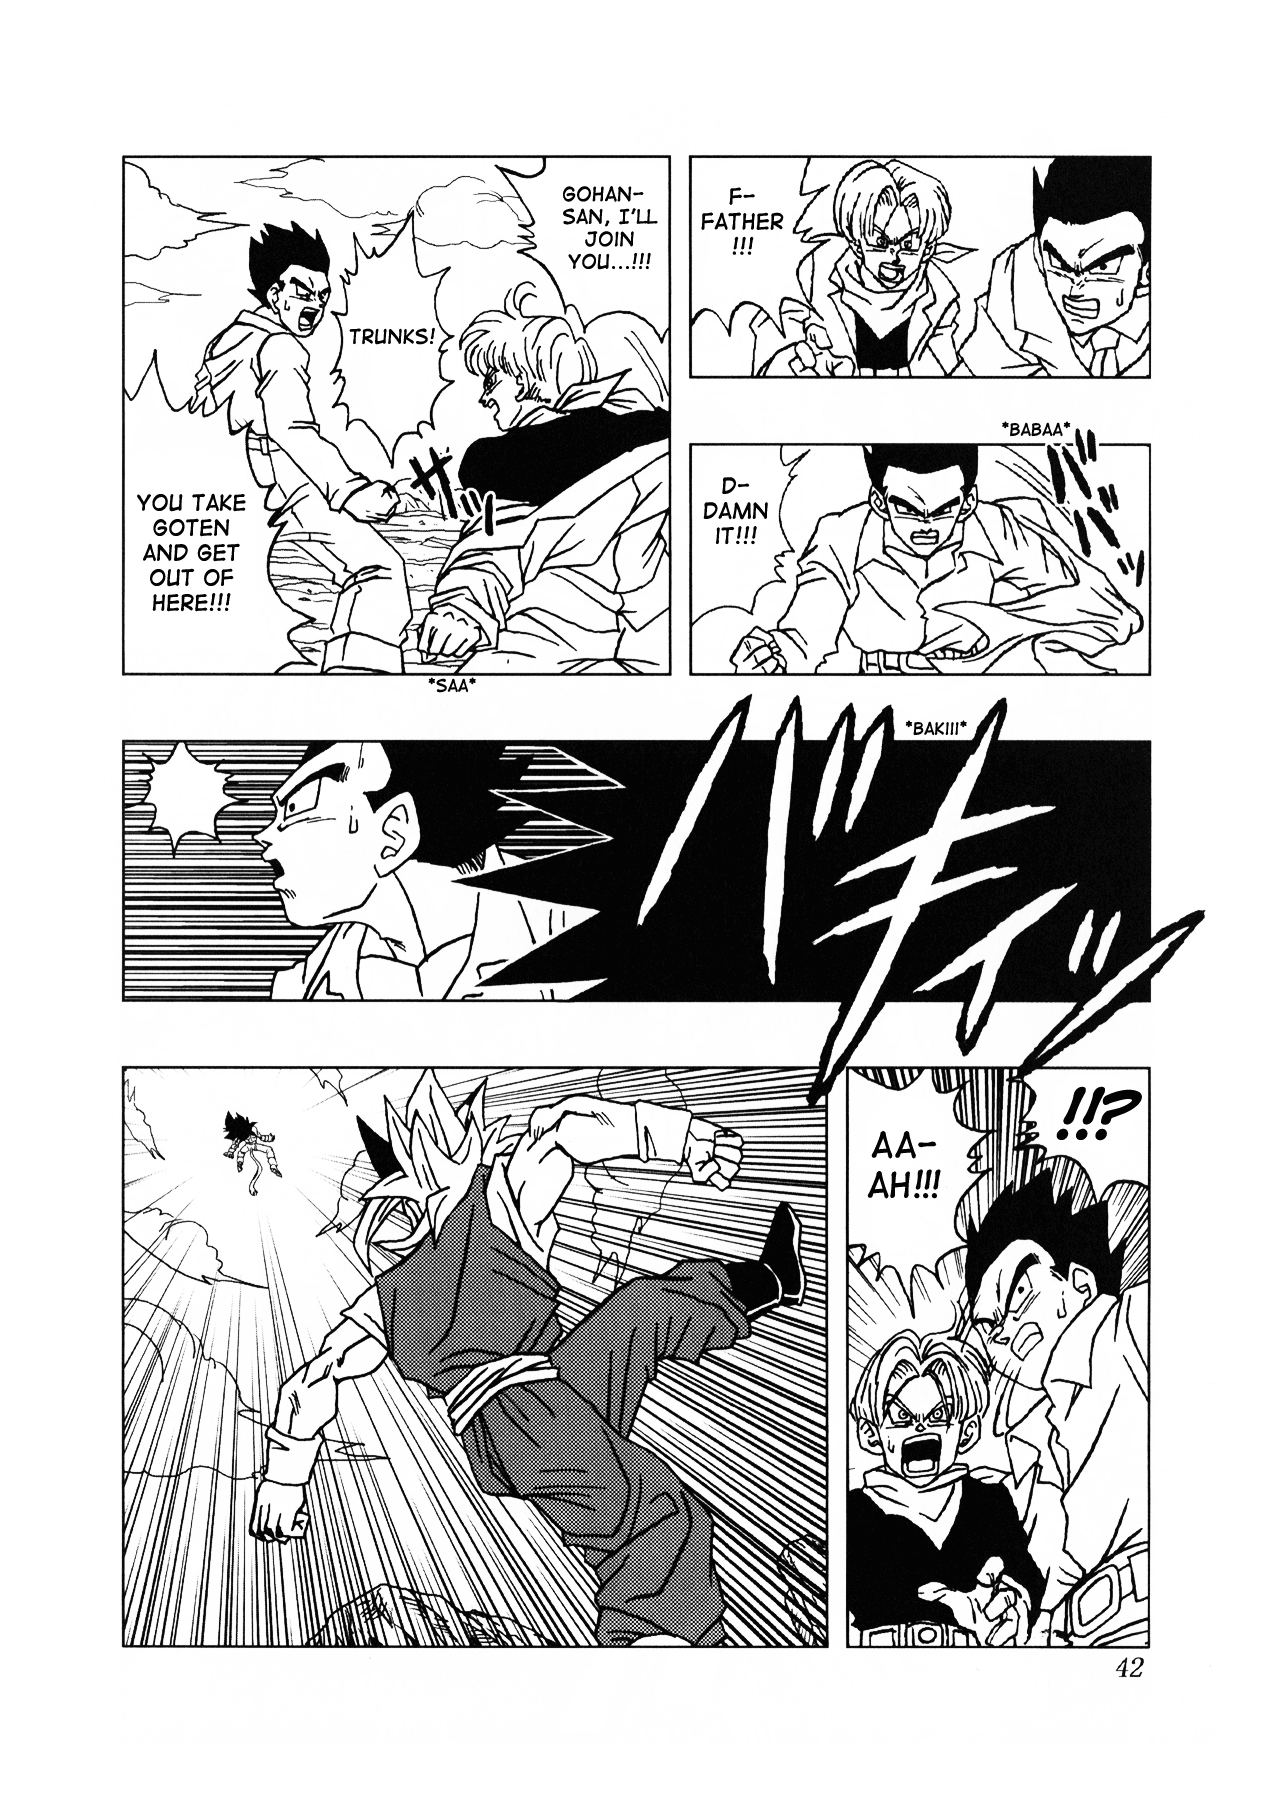 F-
FATHER
!!!
*BABAA*
ババッ
D-
DAMN
IT!!!
GOHAN-
SAN, I'LL
JOIN
YOU...!!!
TRUNKS!
ザッ
YOU TAKE
GOTEN
AND GET
OUT OF
HERE!!!
*SAA*
*BAKIII*
バキィッ
!!?
AA-
AH!!!
42